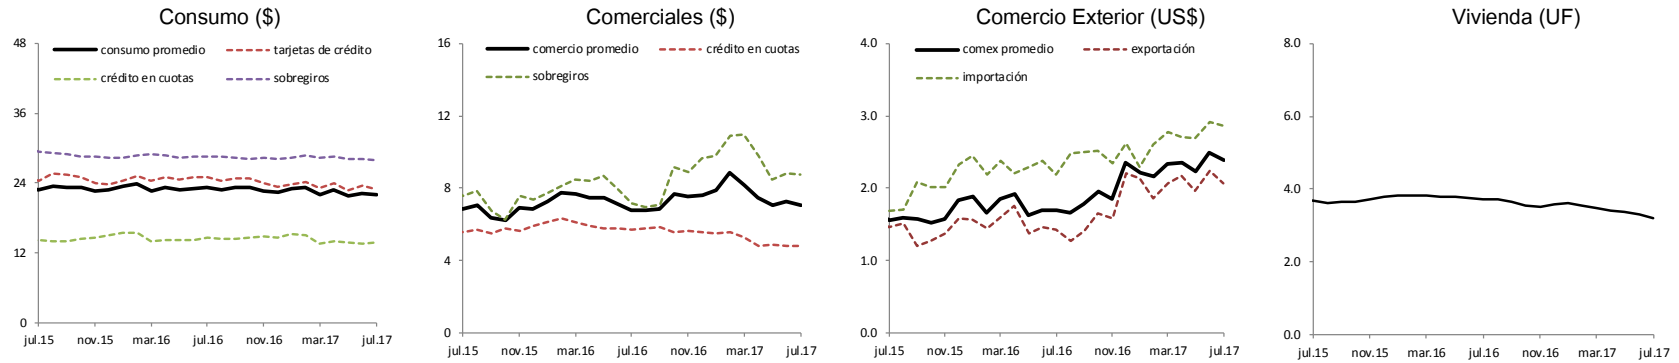 Consumo ($)
48
36
24
12
0
consumo promedio
tarjetas de crédito
crédito en cuotas
sobregiros
jul.15 nov.15 mar.16 jul.16 nov.16 mar.17 jul.17
Comerciales ($)
16
12
8
4
0
comercio promedio
crédito en cuotas
sobregiros
jul.15 nov.15 mar.16 jul.16 nov.16 mar.17 jul.17
Comercio Exterior (US$)
4.0
3.0
2.0
1.0
0.0
comex promedio
exportación
importación
jul.15 nov.15 mar.16 jul.16 nov.16 mar.17 jul.17
Vivienda (UF)
8.0
6.0
4.0
2.0
0.0
jul.15 nov.15 mar.16 jul.16 nov.16 mar.17 jul.17